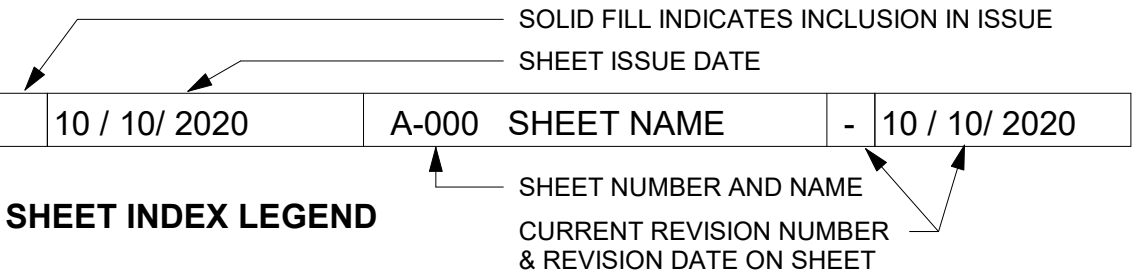 SOLID FILL INDICATES INCLUSION IN ISSUE
SHEET ISSUE DATE
10 / 10/ 2020 A-000 SHEET NAME - 10 / 10/ 2020
SHEET NUMBER AND NAME
SHEET INDEX LEGEND
CURRENT REVISION NUMBER
& REVISION DATE ON SHEET